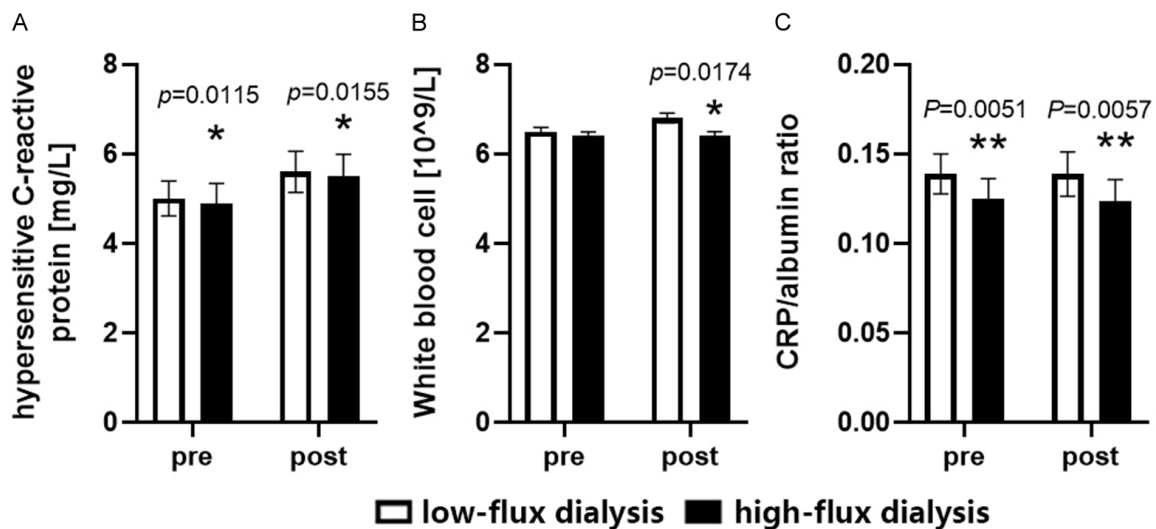 A
hypersensitive C-reactive
protein [mg/L]
8
6
4
2
0
p=0.0115
*
p=0.0155
*
pre
post
B
White blood cell [10^9/L]
8
6
4
2
0
p=0.0174
*
pre
post
C
CRP/albumin ratio
0.20
0.15
0.10
0.05
0.00
P=0.0051
**
P=0.0057
**
pre
post
low-flux dialysis
high-flux dialysis